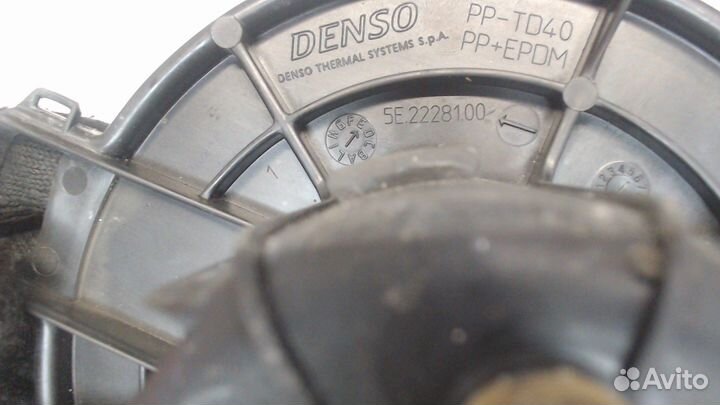 DENSO
DENSO THERMAL SYSTEMS S.p.A.
PP-TD40
PP+EPDM
5E.2228100
1
Avito